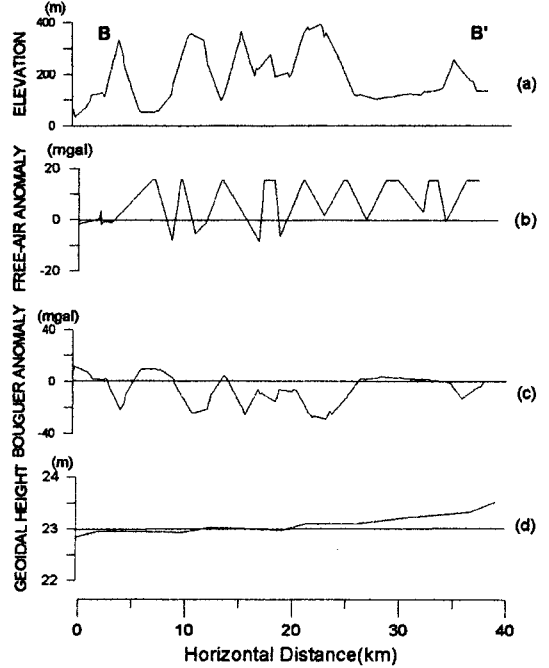 (m)
400
200
0
ELEVATION
B
B'
(a)
(mgal)
20
0
-20
FREE-AIR ANOMALY
(b)
(mgal)
40
0
-40
BOUGUER ANOMALY
(c)
(m)
24
23
22
GEOIDAL HEIGHT
(d)
0 10 20 30 40
Horizontal Distance(km)